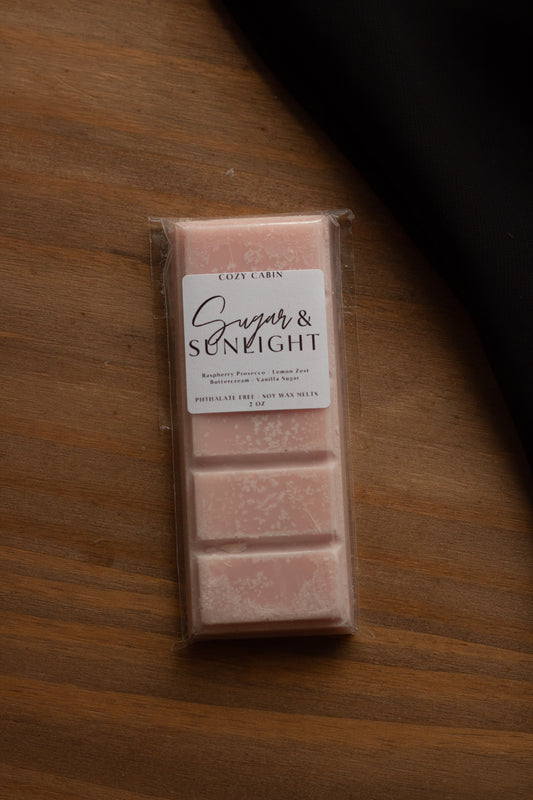 COZY CABIN
Sugar &
SUNLIGHT
Raspberry Prosecco · Lemon Zest
Buttercream · Vanilla Sugar
PHTHALATE FREE · SOY WAX MELTS
2 OZ